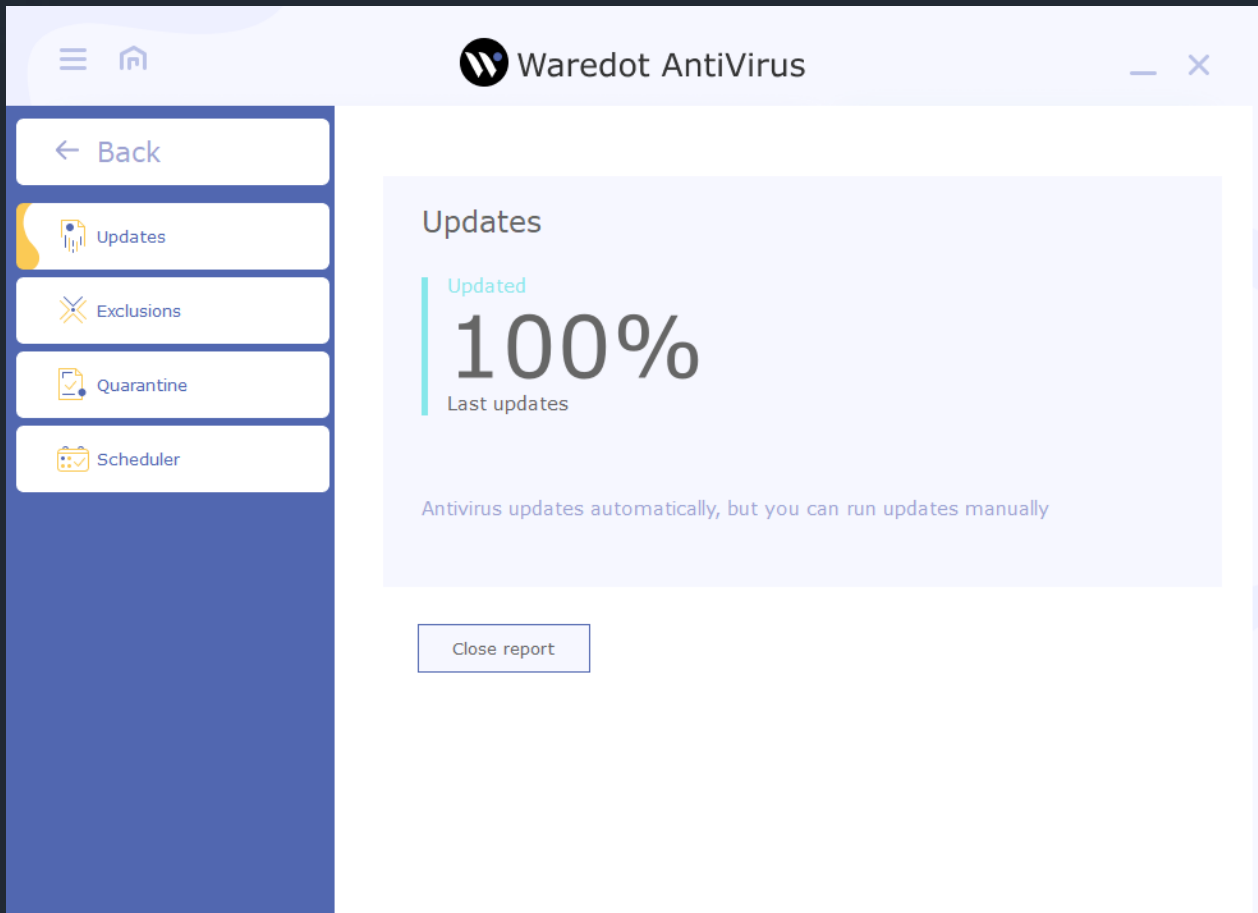 Waredot AntiVirus
Back
Updates
Exclusions
Quarantine
Scheduler
Updates
Updated
100%
Last updates
Antivirus updates automatically, but you can run updates manually
Close report